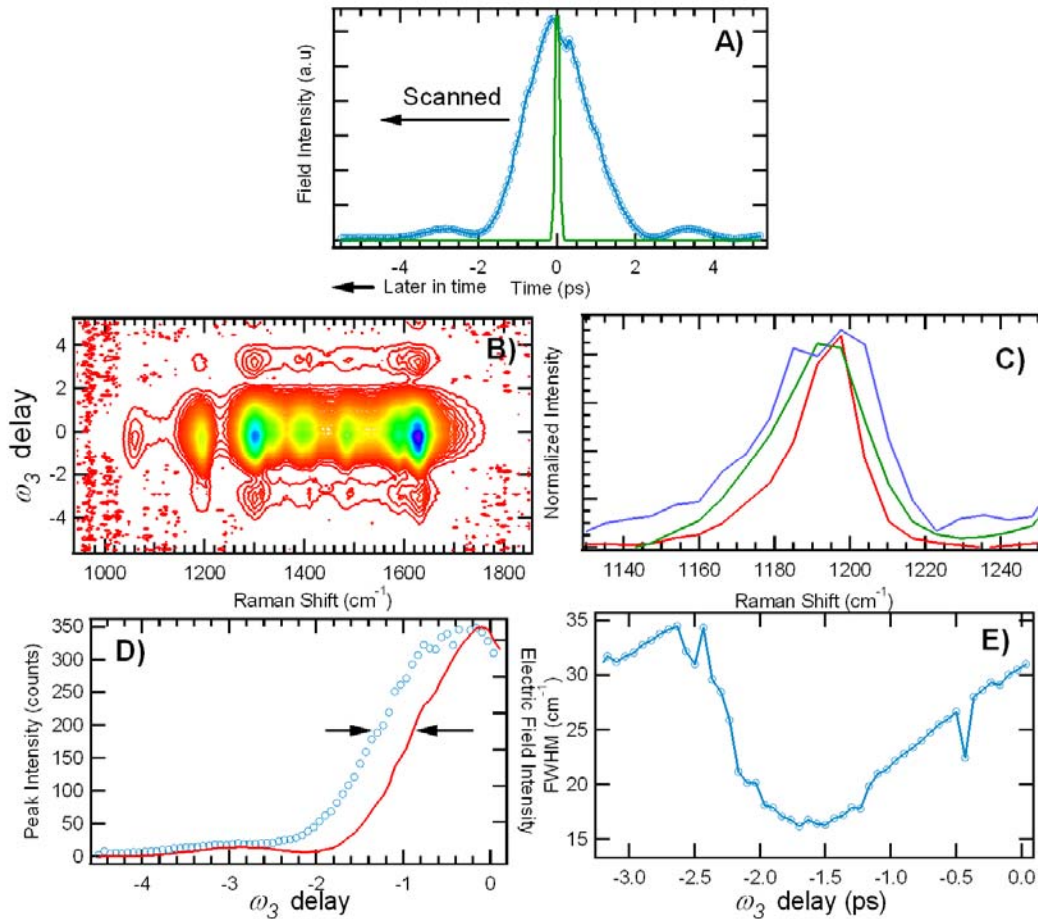 A)
Field Intensity (a.u)
Scanned
-4 -2 0 2 4
Later in time Time (ps)
B)
ω3 delay
4
2
0
-2
-4
1000 1200 1400 1600 1800
Raman Shift (cm-1)
C)
Normalized Intensity
1140 1160 1180 1200 1220 1240
Raman Shift (cm-1)
D)
Peak Intensity (counts)
350
300
250
200
150
100
50
0
-4 -3 -2 -1 0
ω3 delay
Electric Field Intensity
E)
FWHM (cm-1)
35
30
25
20
15
-3.0 -2.5 -2.0 -1.5 -1.0 -0.5 0.0
ω3 delay (ps)